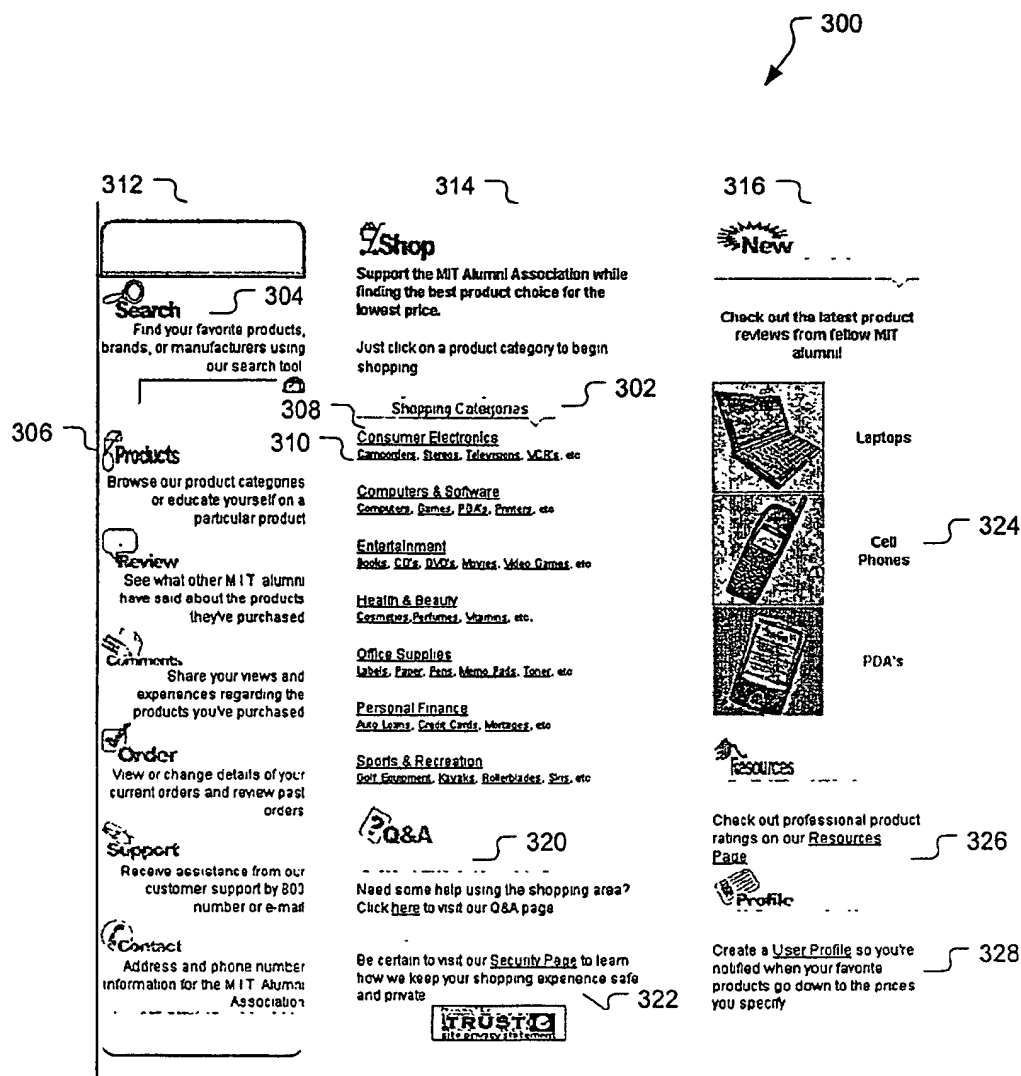 300
312
314
316
Search
304
Find your favorite products,
brands, or manufacturers using
our search tool
306
Products
Browse our product categories
or educate yourself on a
particular product
Review
See what other MIT alumni
have said about the products
they've purchased
Comments
Share your views and
experiences regarding the
products you've purchased
Order
View or change details of your
current orders and review past
orders
Support
Receive assistance from our
customer support by 800
number or e-mail
Contact
Address and phone number
information for the MIT Alumni
Association
Shop
Support the MIT Alumni Association while
finding the best product choice for the
lowest price.
Just click on a product category to begin
shopping
302
Shopping Categories
308
Consumer Electronics
310
Camcorders, Stereos, Televisions, VCR's, etc
Computers & Software
Computers, Games, PDA's, Printers, etc
Entertainment
Books, CD's, DVD's, Movies, Video Games, etc
Health & Beauty
Cosmetics, Perfumes, Vitamins, etc.
Office Supplies
Labels, Paper, Pens, Memo Pads, Toner, etc
Personal Finance
Auto Loans, Credit Cards, Mortages, etc
Sports & Recreation
Golf Equipment, Kayaks, Rollerblades, Skis, etc
Q&A
320
Need some help using the shopping area?
Click here to visit our Q&A page
Be certain to visit our Security Page to learn
how we keep your shopping experience safe
and private
322
TRUSTe
site privacy statement
New
Check out the latest product
reviews from fellow MIT
alumni!
Laptops
Cell
Phones
324
PDA's
Resources
Check out professional product
ratings on our Resources
Page
326
Profile
Create a User Profile so you're
notified when your favorite
products go down to the prices
you specify
328